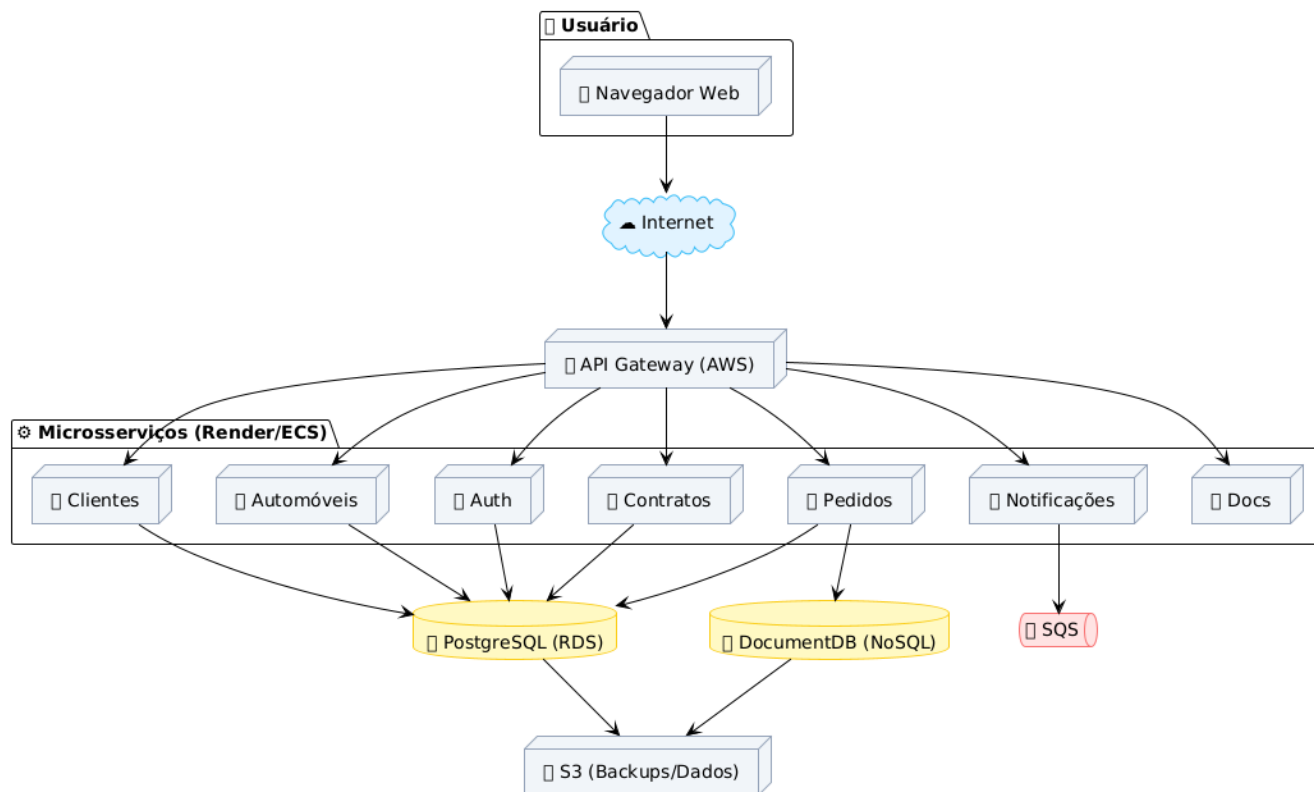 Usuário
Navegador Web
☁ Internet
API Gateway (AWS)
⚙ Microsserviços (Render/ECS)
Clientes
Automóveis
Auth
Contratos
Pedidos
Notificações
Docs
PostgreSQL (RDS)
DocumentDB (NoSQL)
SQS
S3 (Backups/Dados)